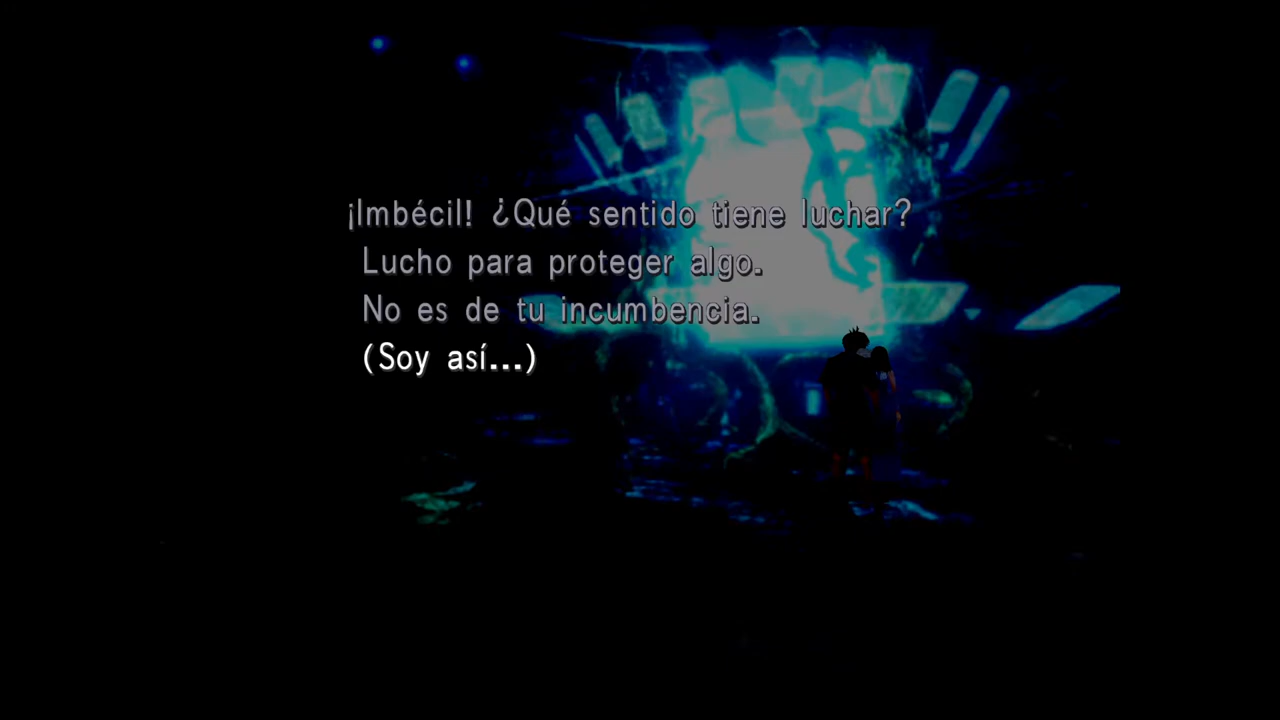 ¡Imbécil! ¿Qué sentido tiene luchar?
Lucho para proteger algo.
No es de tu incumbencia.
(Soy así...)